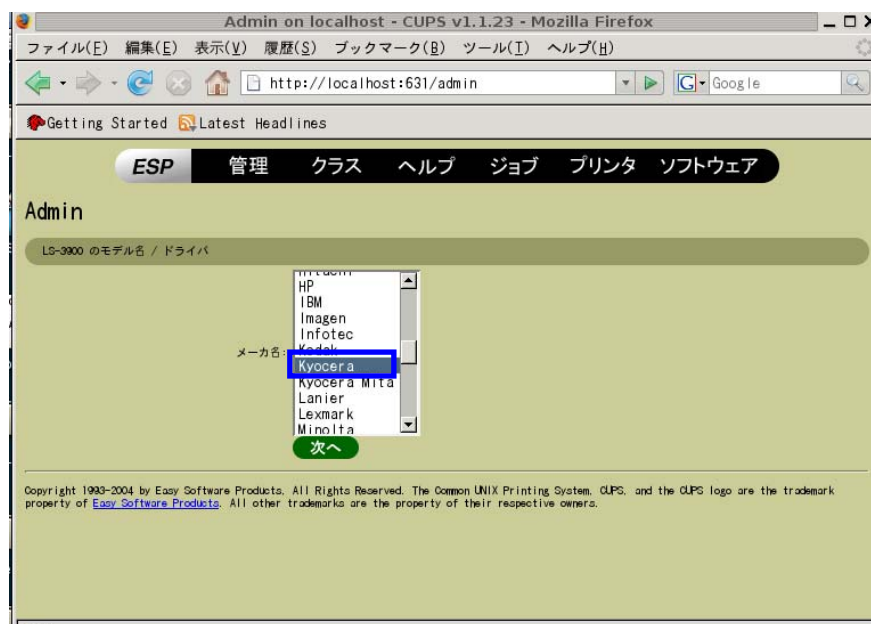 Admin on localhost - CUPS v1.1.23 - Mozilla Firefox
ファイル(F) 編集(E) 表示(V) 履歴(S) ブックマーク(B) ツール(T) ヘルプ(H)
http://localhost:631/admin
G Google
Getting Started Latest Headlines
ESP 管理 クラス ヘルプ ジョブ プリンタ ソフトウェア
Admin
LS-3900 のモデル名 / ドライバ
Hitachi
HP
IBM
Imagen
Infotec
メーカ名: Kodak
Kyocera
Kyocera Mita
Lanier
Lexmark
Minolta
次へ
Copyright 1993-2004 by Easy Software Products, All Rights Reserved. The Common UNIX Printing System, CUPS, and the CUPS logo are the trademark
property of Easy Software Products. All other trademarks are the property of their respective owners.